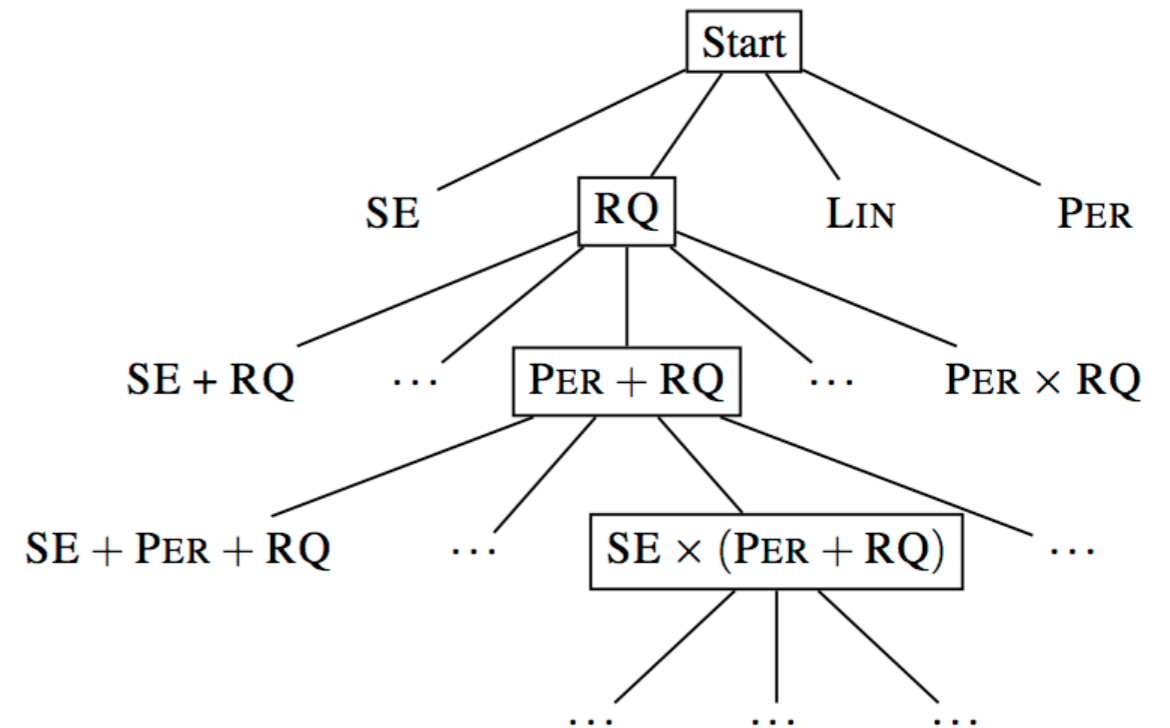 Start
SE RQ LIN PER
SE + RQ ... PER + RQ ... PER × RQ
SE + PER + RQ ... SE × (PER + RQ) ...
... ... ...